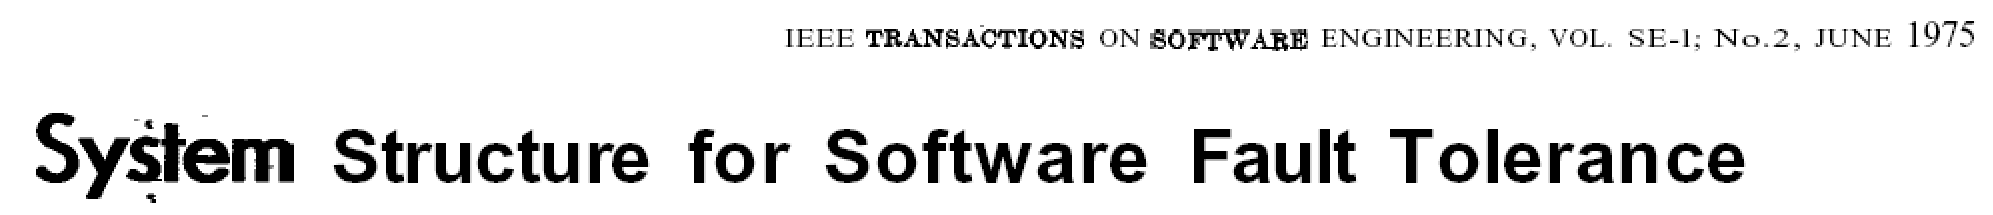 IEEE TRANSACTIONS ON SOFTWARE ENGINEERING, VOL. SE-1; No.2, JUNE 1975
System Structure for Software Fault Tolerance